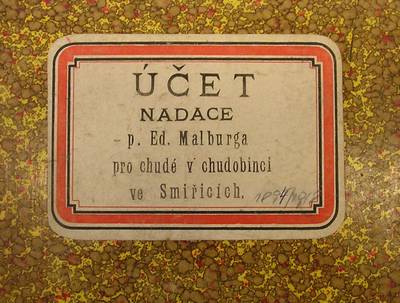 ÚČET
NADACE
p. Ed. Malburga
pro chudé v chudobinci
ve Smiřicích.